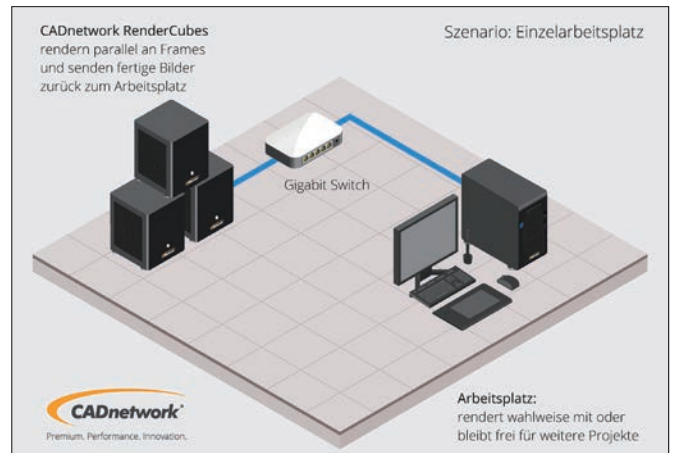 CADnetwork RenderCubes
rendern parallel an Frames
und senden fertige Bilder
zurück zum Arbeitsplatz
Szenario: Einzelarbeitsplatz
Gigabit Switch
CADnetwork
Premium. Performance. Innovation.
Arbeitsplatz:
rendert wahlweise mit oder
bleibt frei für weitere Projekte